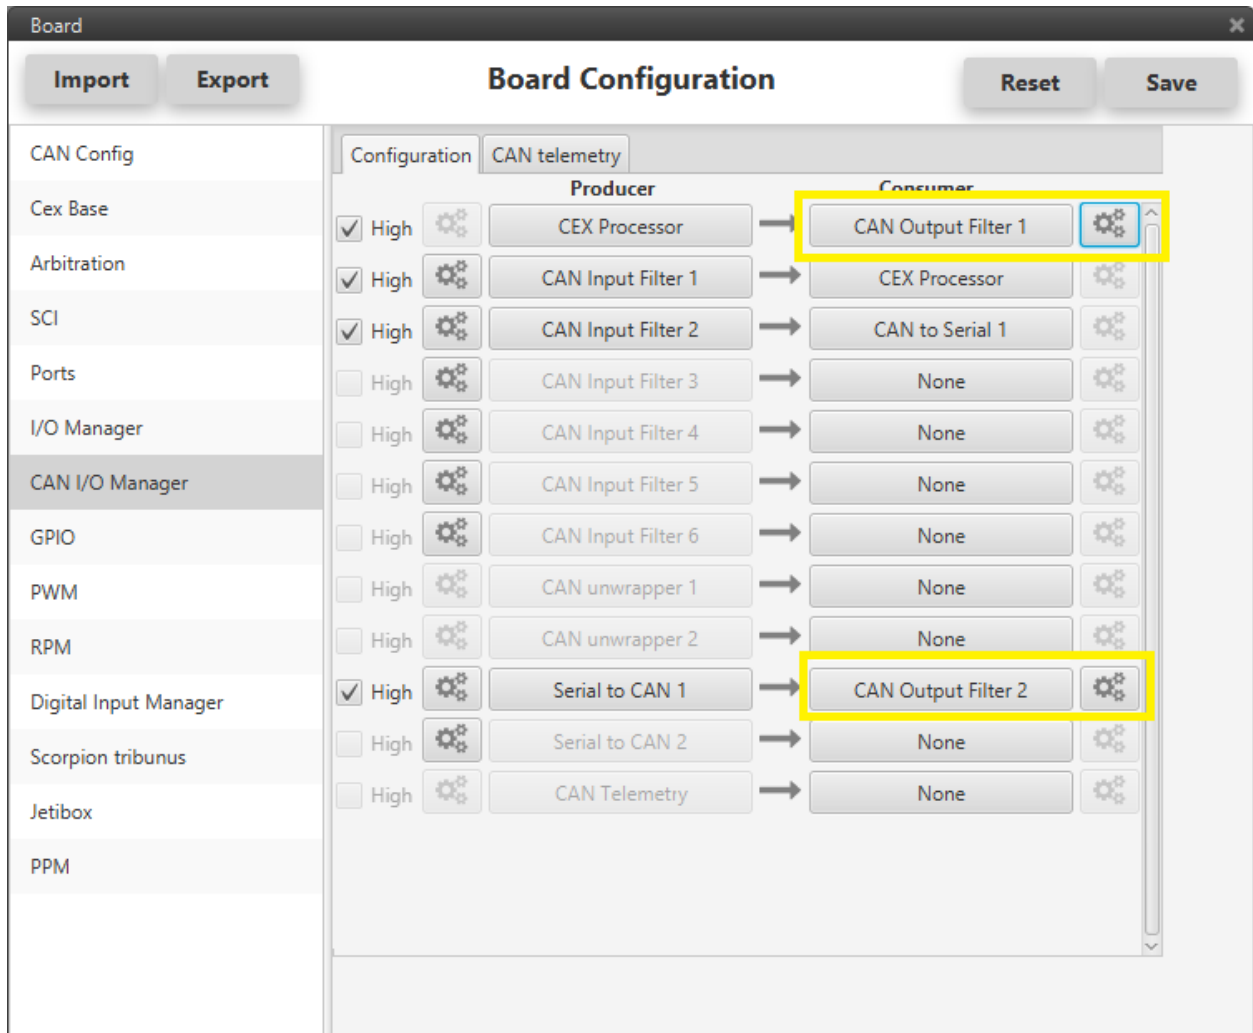 Board
Import Export Board Configuration Reset Save
CAN Config
Cex Base
Arbitration
SCI
Ports
I/O Manager
CAN I/O Manager
GPIO
PWM
RPM
Digital Input Manager
Scorpion tribunus
Jetibox
PPM
Configuration CAN telemetry
Producer Consumer
High CEX Processor CAN Output Filter 1
High CAN Input Filter 1 CEX Processor
High CAN Input Filter 2 CAN to Serial 1
High CAN Input Filter 3 None
High CAN Input Filter 4 None
High CAN Input Filter 5 None
High CAN Input Filter 6 None
High CAN unwrapper 1 None
High CAN unwrapper 2 None
High Serial to CAN 1 CAN Output Filter 2
High Serial to CAN 2 None
High CAN Telemetry None